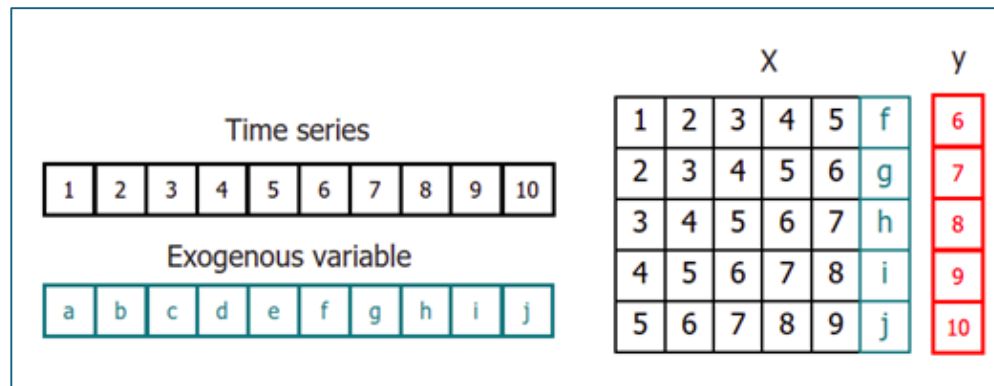 Time series
1 2 3 4 5 6 7 8 9 10
Exogenous variable
a b c d e f g h i j
X y
1 2 3 4 5 f 6
2 3 4 5 6 g 7
3 4 5 6 7 h 8
4 5 6 7 8 i 9
5 6 7 8 9 j 10